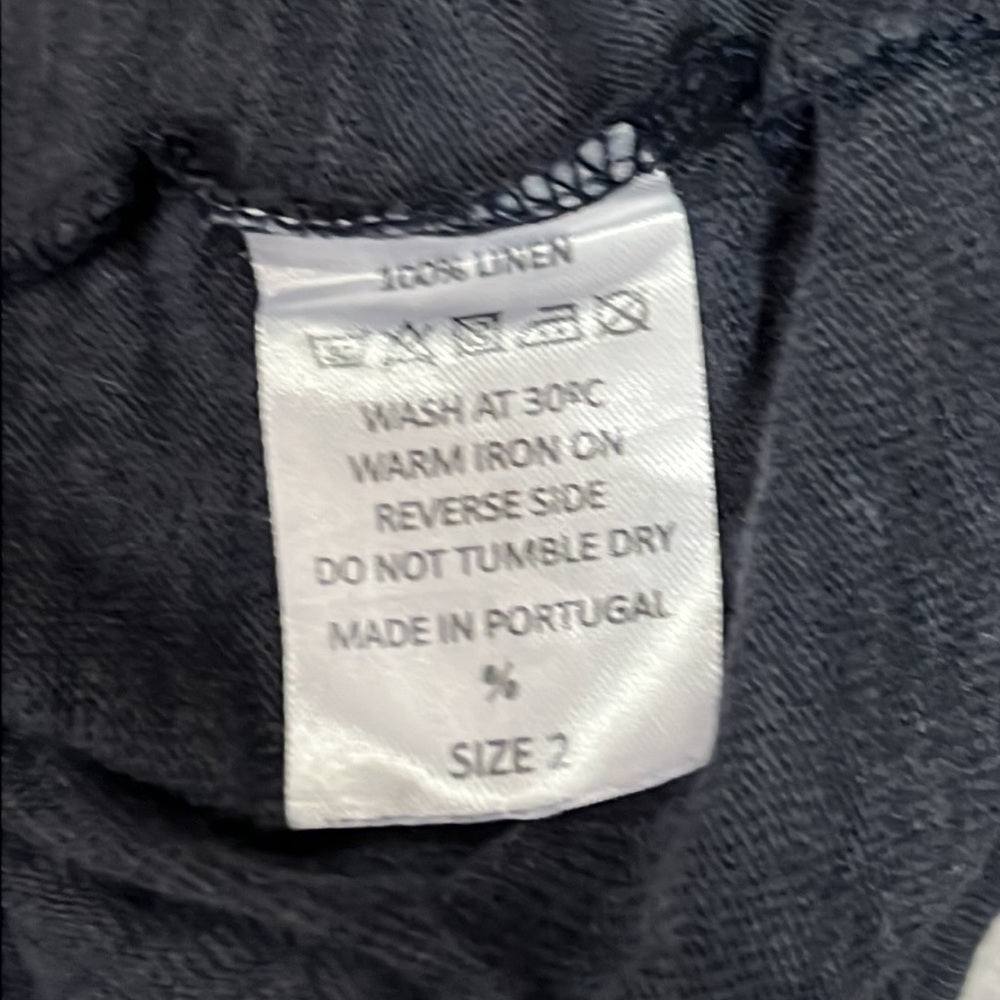 100% LINEN
WASH AT 30ºC
WARM IRON ON
REVERSE SIDE
DO NOT TUMBLE DRY
MADE IN PORTUGAL
%
SIZE 2